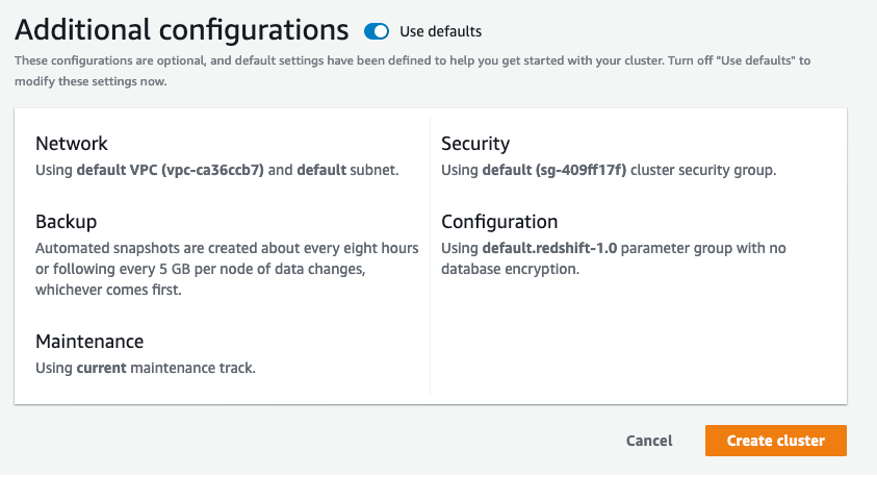 Additional configurations Use defaults
These configurations are optional, and default settings have been defined to help you get started with your cluster. Turn off "Use defaults" to
modify these settings now.
Network
Using default VPC (vpc-ca36ccb7) and default subnet.
Backup
Automated snapshots are created about every eight hours
or following every 5 GB per node of data changes,
whichever comes first.
Maintenance
Using current maintenance track.
Security
Using default (sg-409ff17f) cluster security group.
Configuration
Using default.redshift-1.0 parameter group with no
database encryption.
Cancel Create cluster